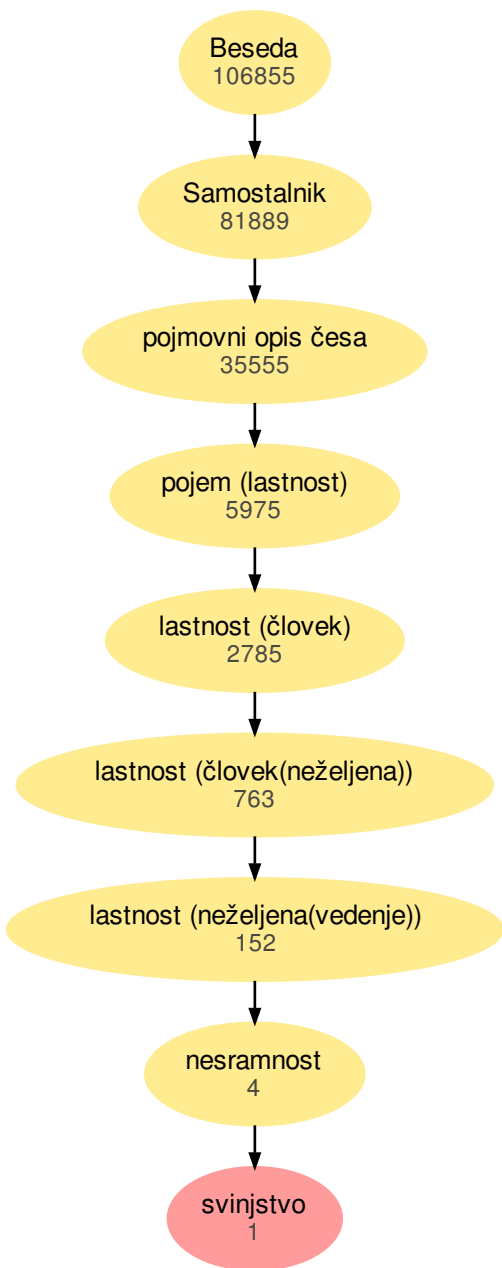 Beseda
106855
Samostalnik
81889
pojmovni opis česa
35555
pojem (lastnost)
5975
lastnost (človek)
2785
lastnost (človek(neželjena))
763
lastnost (neželjena(vedenje))
152
nesramnost
4
svinjstvo
1